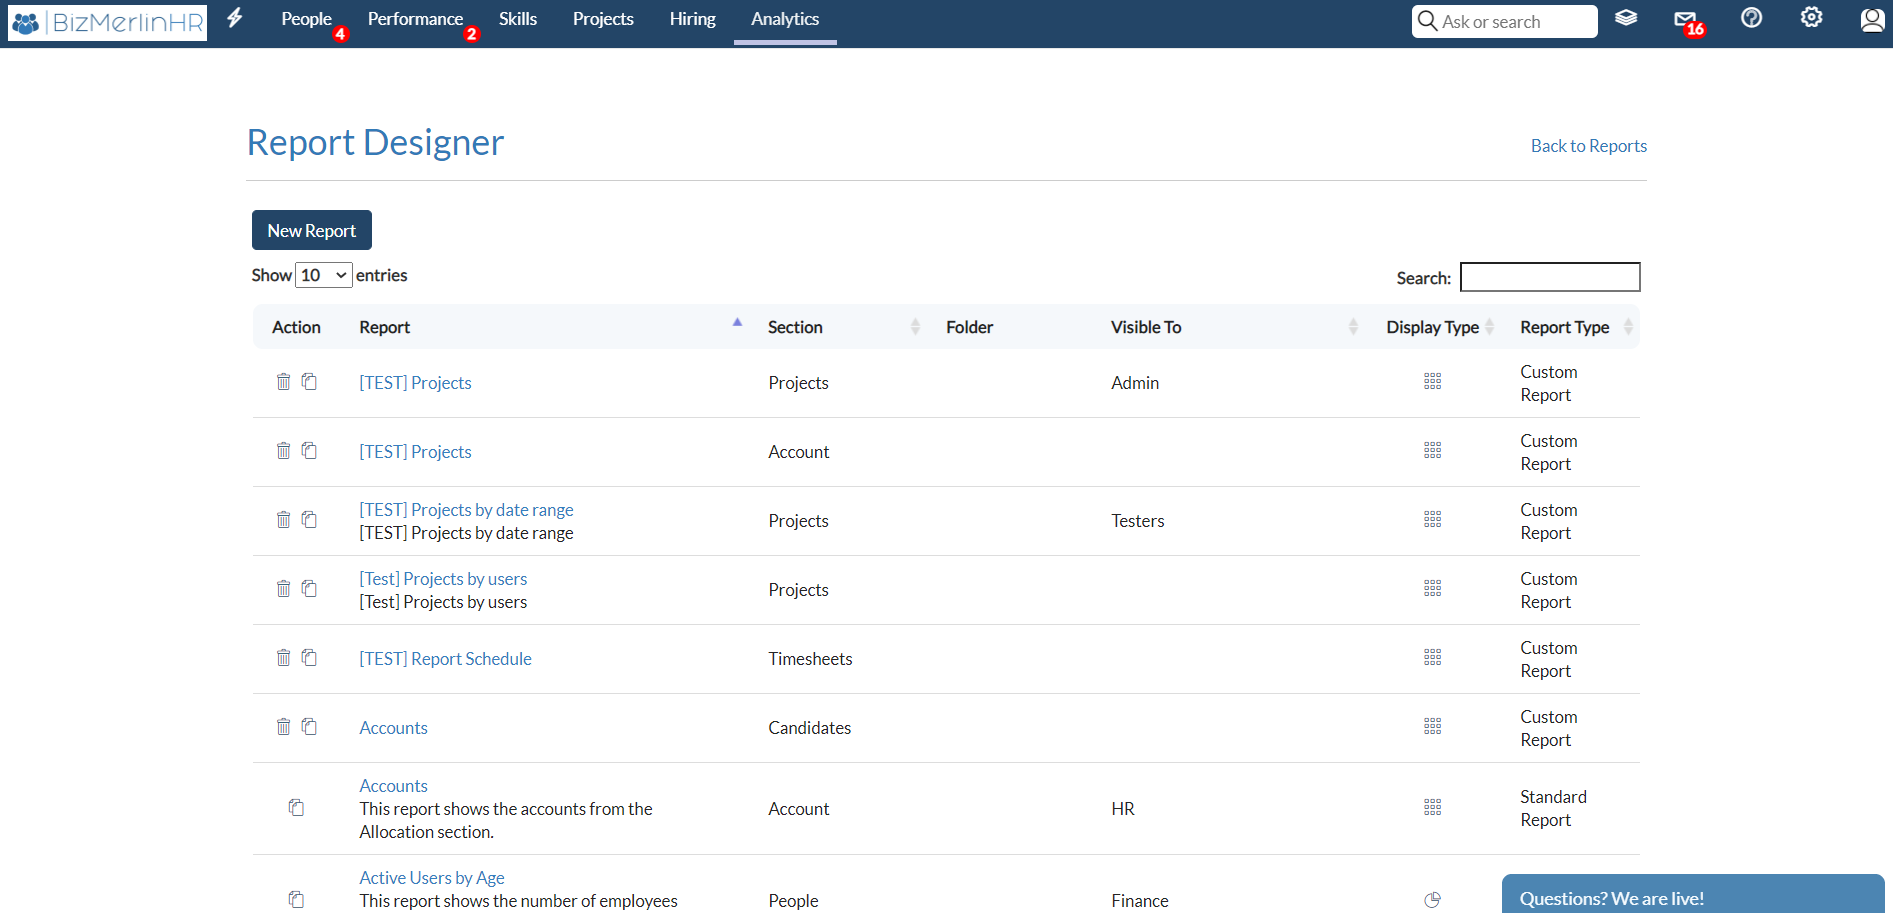 BizMerlinHR People 4 Performance 2 Skills Projects Hiring Analytics Ask or search 16
Report Designer
Back to Reports
New Report
Show 10 entries
Search:
Action Report Section Folder Visible To Display Type Report Type
[TEST] Projects Projects Admin Custom Report
[TEST] Projects Account Custom Report
[TEST] Projects by date range
[TEST] Projects by date range
Projects Testers Custom Report
[Test] Projects by users
[Test] Projects by users
Projects Custom Report
[TEST] Report Schedule Timesheets Custom Report
Accounts Candidates Custom Report
Accounts
This report shows the accounts from the
Allocation section.
Account HR Standard Report
Active Users by Age
This report shows the number of employees
People Finance
Questions? We are live!